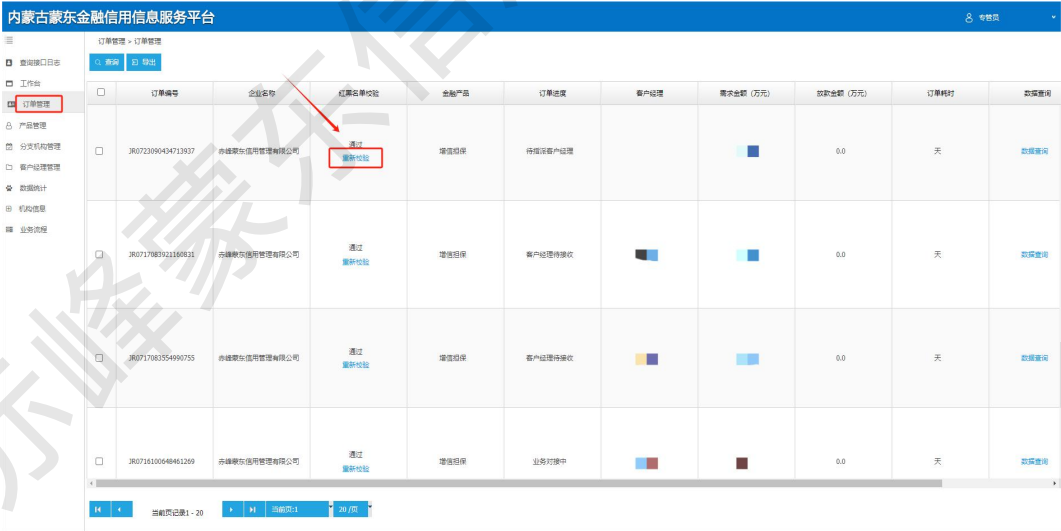 内蒙古蒙东金融信用信息服务平台
专管员
订单管理 > 订单管理
查询接口日志
查询
导出
工作台
订单管理
产品管理
分支机构管理
客户经理管理
数据统计
机构信息
业务流程
订单编号 企业名称 红黑名单校验 金融产品 订单进度 客户经理 需求金额（万元） 放款金额（万元） 订单耗时 数据查询
JR0723090434713937 赤峰蒙东信用管理有限公司 通过 增信担保 待指派客户经理 0.0 天 数据查询
重新校验
JR0717083921160831 赤峰蒙东信用管理有限公司 通过 增信担保 客户经理待接收 0.0 天 数据查询
重新校验
JR0717083554990755 赤峰蒙东信用管理有限公司 通过 增信担保 客户经理待接收 0.0 天 数据查询
重新校验
JR0716100648461269 赤峰蒙东信用管理有限公司 通过 增信担保 业务对接中 0.0 天 数据查询
重新校验
当前页记录1 - 20 当前页:1 20 /页